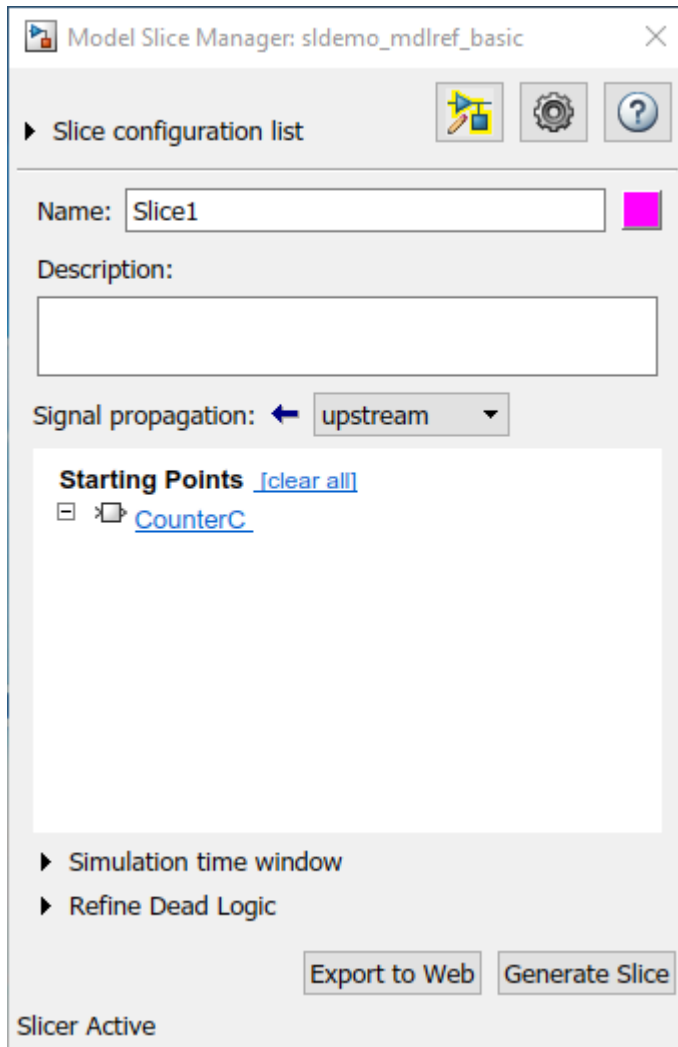 Model Slice Manager: sldemo_mdlref_basic
Slice configuration list
?
Name: Slice1
Description:
Signal propagation: upstream
Starting Points [clear all]
CounterC
Simulation time window
Refine Dead Logic
Export to Web Generate Slice
Slicer Active